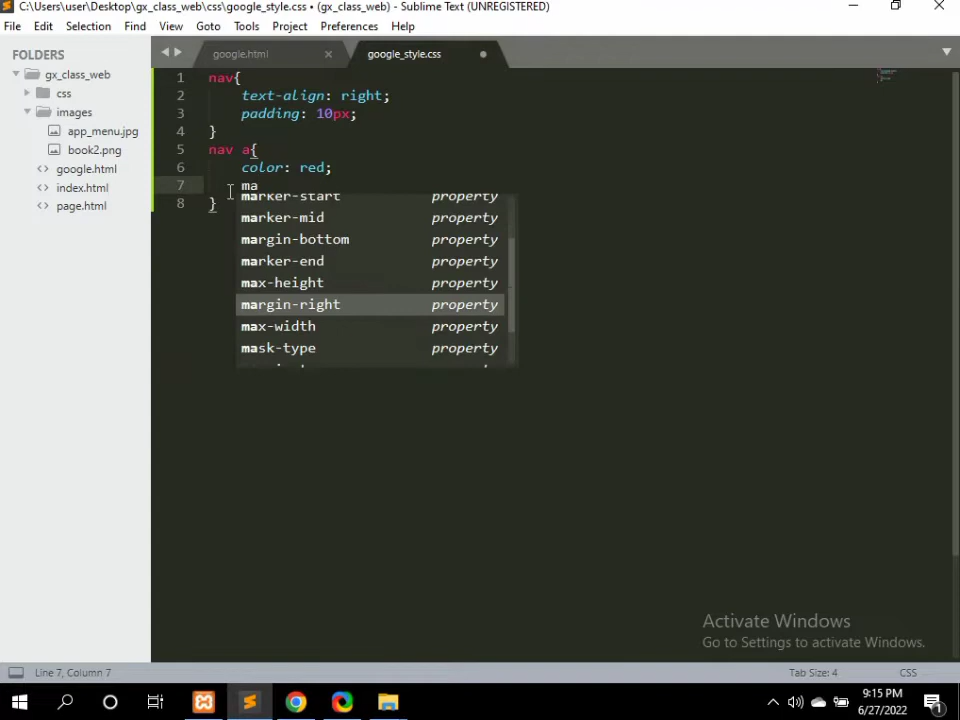 C:\Users\user\Desktop\gx_class_web\css\google_style.css • (gx_class_web) - Sublime Text (UNREGISTERED)
File Edit Selection Find View Goto Tools Project Preferences Help
FOLDERS
gx_class_web
css
images
app_menu.jpg
book2.png
google.html
index.html
page.html
google.html google_style.css
1 nav{
2 text-align: right;
3 padding: 10px;
4 }
5 nav a{
6 color: red;
7 ma
8 }
marker-start property
marker-mid property
margin-bottom property
marker-end property
max-height property
margin-right property
max-width property
mask-type property
Activate Windows
Go to Settings to activate Windows.
Line 7, Column 7 Tab Size: 4 CSS
9:15 PM
6/27/2022
1